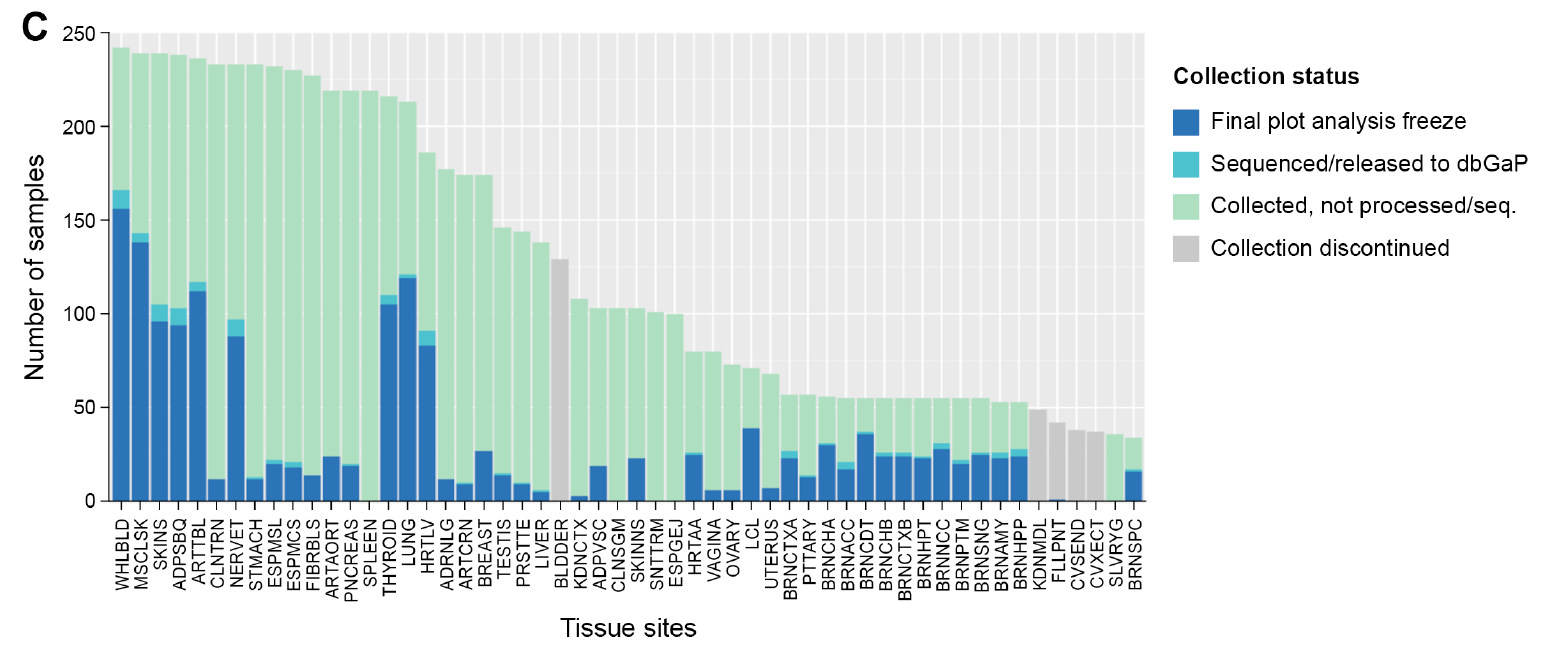 C
250
200
150
100
50
0
Number of samples
WHLBLD
MSCLSK
SKINS
ADPSBQ
ARTTBL
CLNTRN
NERVET
STMACH
ESPMSL
ESPMCS
FIBRBLS
ARTAORT
PNCREAS
SPLEEN
THYROID
LUNG
HRTLV
ADRNLG
ARTCRN
BREAST
TESTIS
PRSTTE
LIVER
BLDDER
KDNCTX
ADPVSC
CLNSGM
SKINNS
SNTTRM
ESPGEJ
HRTAA
VAGINA
OVARY
LCL
UTERUS
BRNCTXA
PTTARY
BRNCHA
BRNACC
BRNCDT
BRNCHB
BRNCTXB
BRNHPT
BRNNCC
BRNPTM
BRNSNG
BRNAMY
BRNHPP
KDNMDL
FLLPNT
CVSEND
CVXECT
SLVRYG
BRNSPC
Tissue sites
Collection status
Final plot analysis freeze
Sequenced/released to dbGaP
Collected, not processed/seq.
Collection discontinued